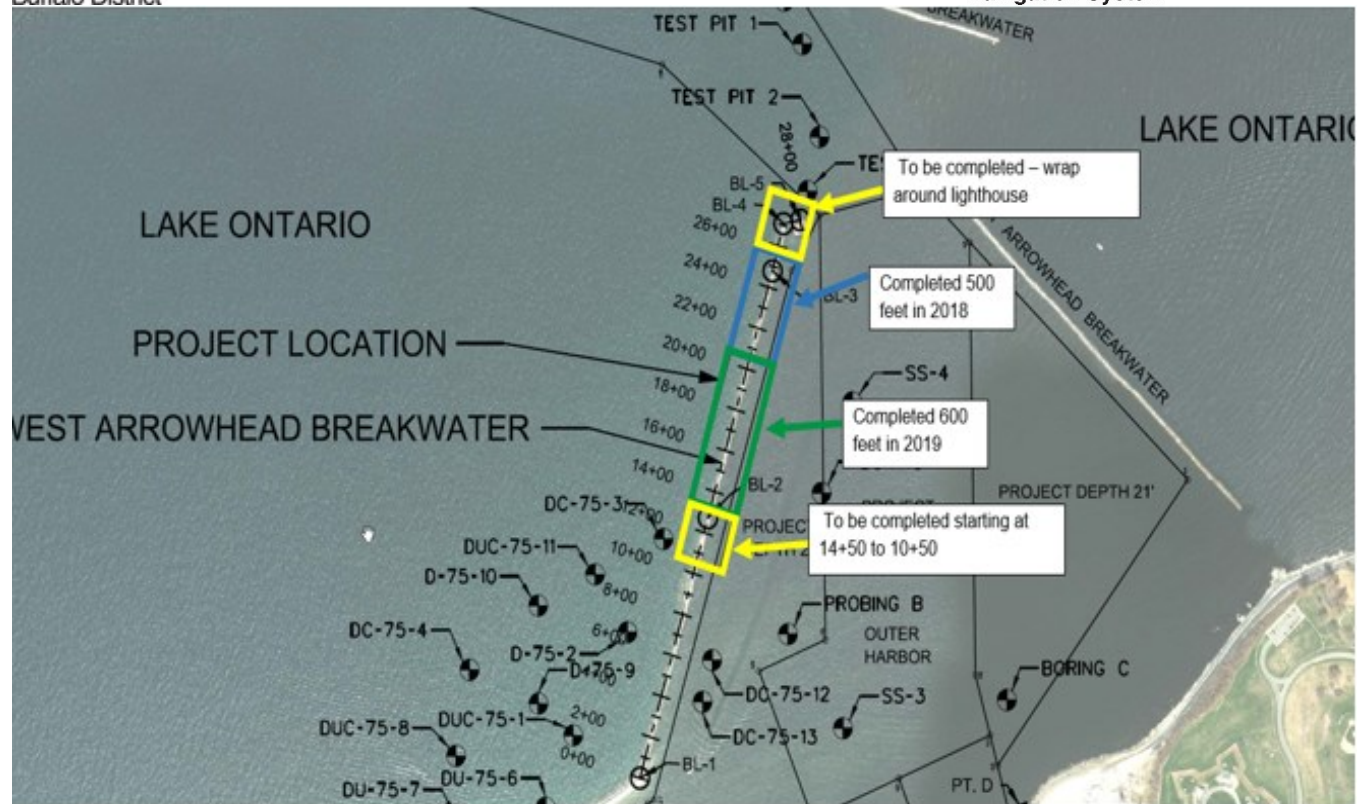 Buffalo District
BREAKWATER
TEST PIT 1
TEST PIT 2
28+00
LAKE ONTARIO
To be completed – wrap
around lighthouse
BL-5
BL-4
26+00
LAKE ONTARIO
24+00
ARROWHEAD BREAKWATER
Completed 500
feet in 2018
BL-3
22+00
PROJECT LOCATION
20+00
18+00
SS-4
WEST ARROWHEAD BREAKWATER
16+00
Completed 600
feet in 2019
14+00
BL-2
PROJECT DEPTH 21'
DC-75-3
12+00
To be completed starting at
14+50 to 10+50
DUC-75-11
10+00
D-75-10
8+00
PROBING B
DC-75-4
6+00
OUTER
HARBOR
D-75-2
D-75-9
4+00
BORING C
DC-75-12
SS-3
DUC-75-1
2+00
DUC-75-8
0+00
DC-75-13
BL-1
DU-75-6
DU-75-7
PT. D